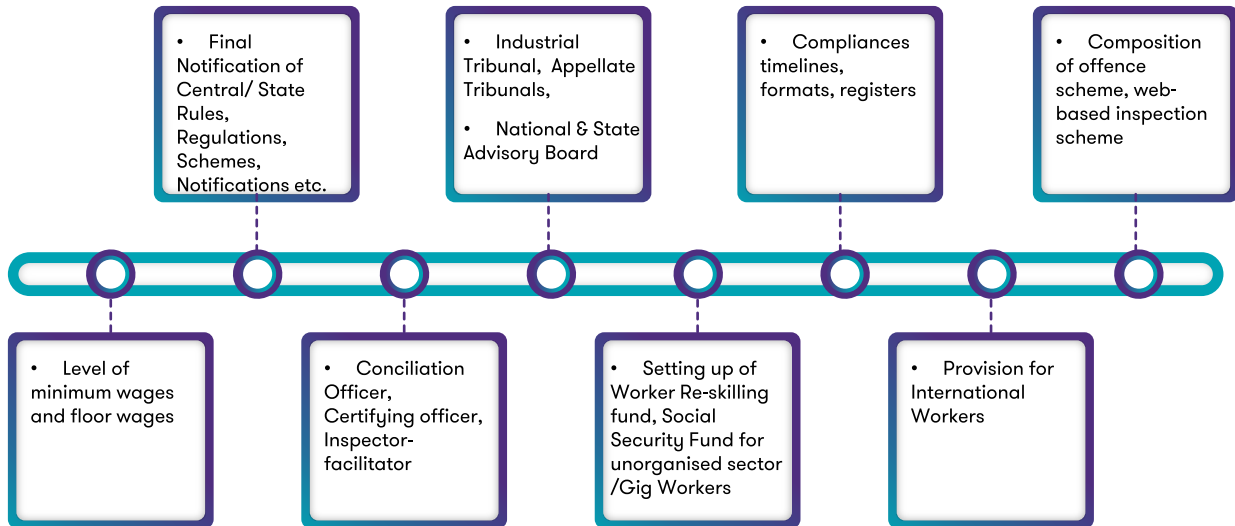 • Final
Notification of
Central/ State
Rules,
Regulations,
Schemes,
Notifications etc.
• Industrial
Tribunal, Appellate
Tribunals,
• National & State
Advisory Board
• Compliances
timelines,
formats, registers
• Composition
of offence
scheme, web-
based inspection
scheme
• Level of
minimum wages
and floor wages
• Conciliation
Officer,
Certifying officer,
Inspector-
facilitator
• Setting up of
Worker Re-skilling
fund, Social
Security Fund for
unorganised sector
/Gig Workers
• Provision for
International
Workers